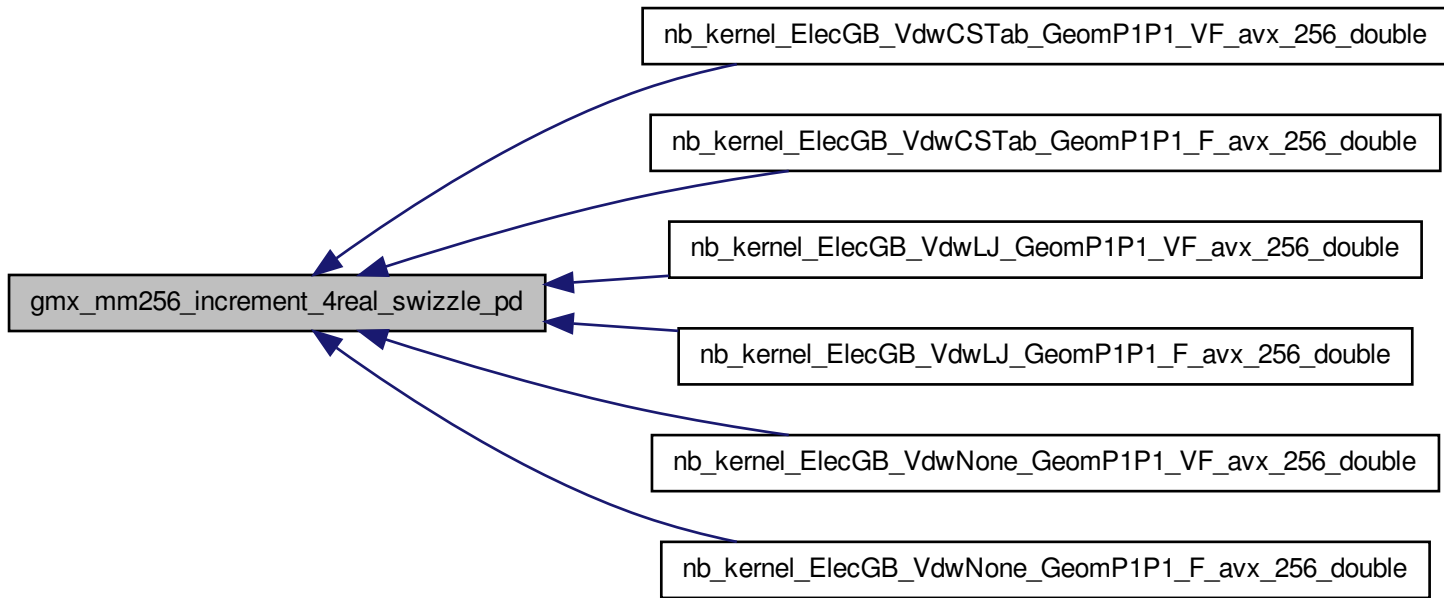 nb_kernel_ElecGB_VdwCSTab_GeomP1P1_VF_avx_256_double
nb_kernel_ElecGB_VdwCSTab_GeomP1P1_F_avx_256_double
nb_kernel_ElecGB_VdwLJ_GeomP1P1_VF_avx_256_double
gmx_mm256_increment_4real_swizzle_pd
nb_kernel_ElecGB_VdwLJ_GeomP1P1_F_avx_256_double
nb_kernel_ElecGB_VdwNone_GeomP1P1_VF_avx_256_double
nb_kernel_ElecGB_VdwNone_GeomP1P1_F_avx_256_double